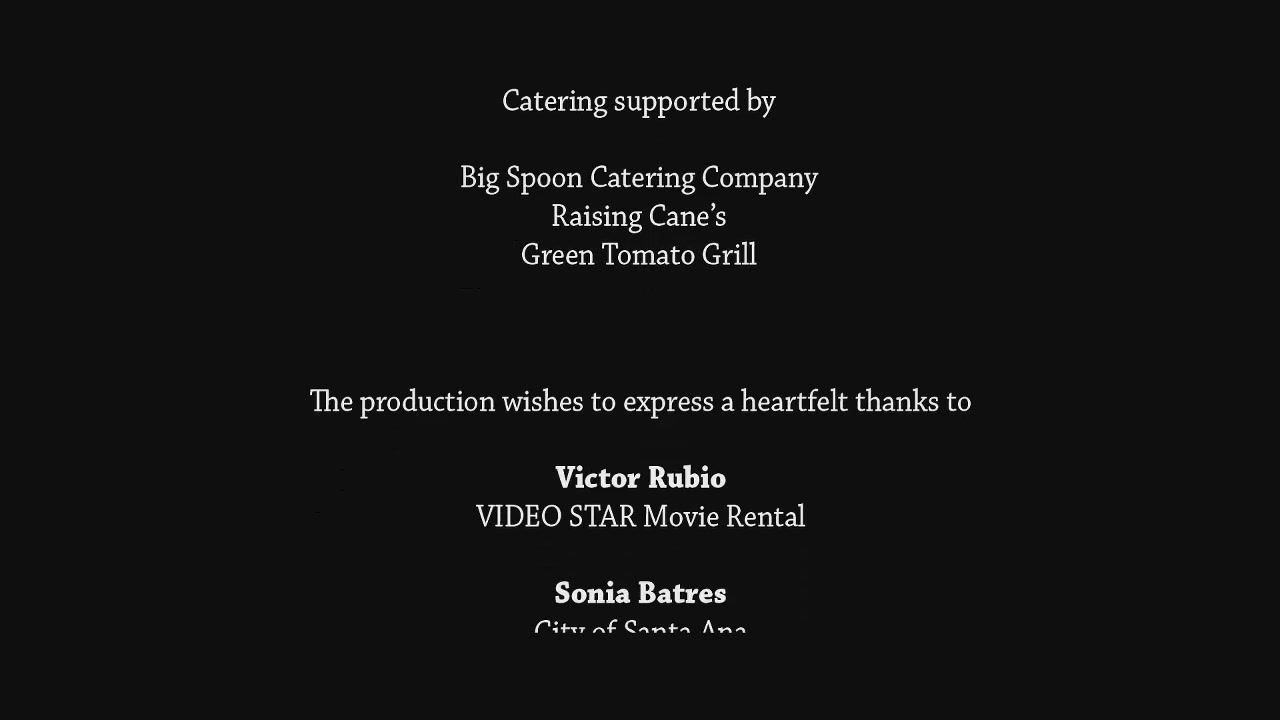 Catering supported by
Big Spoon Catering Company
Raising Cane’s
Green Tomato Grill
The production wishes to express a heartfelt thanks to
Victor Rubio
VIDEO STAR Movie Rental
Sonia Batres
City of Santa Ana